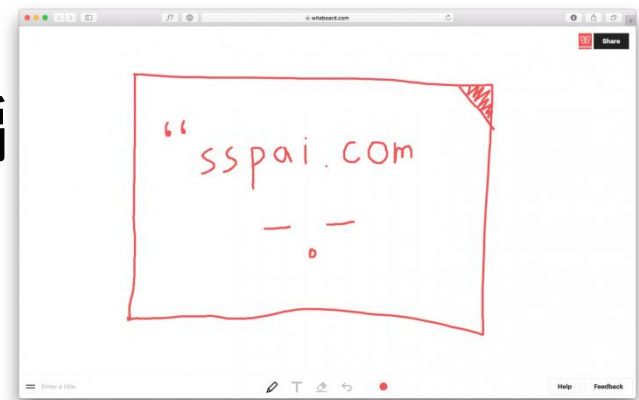 f?
witeboard.com
Share
“ sspai.com
Enter a title
T
Help Feedback